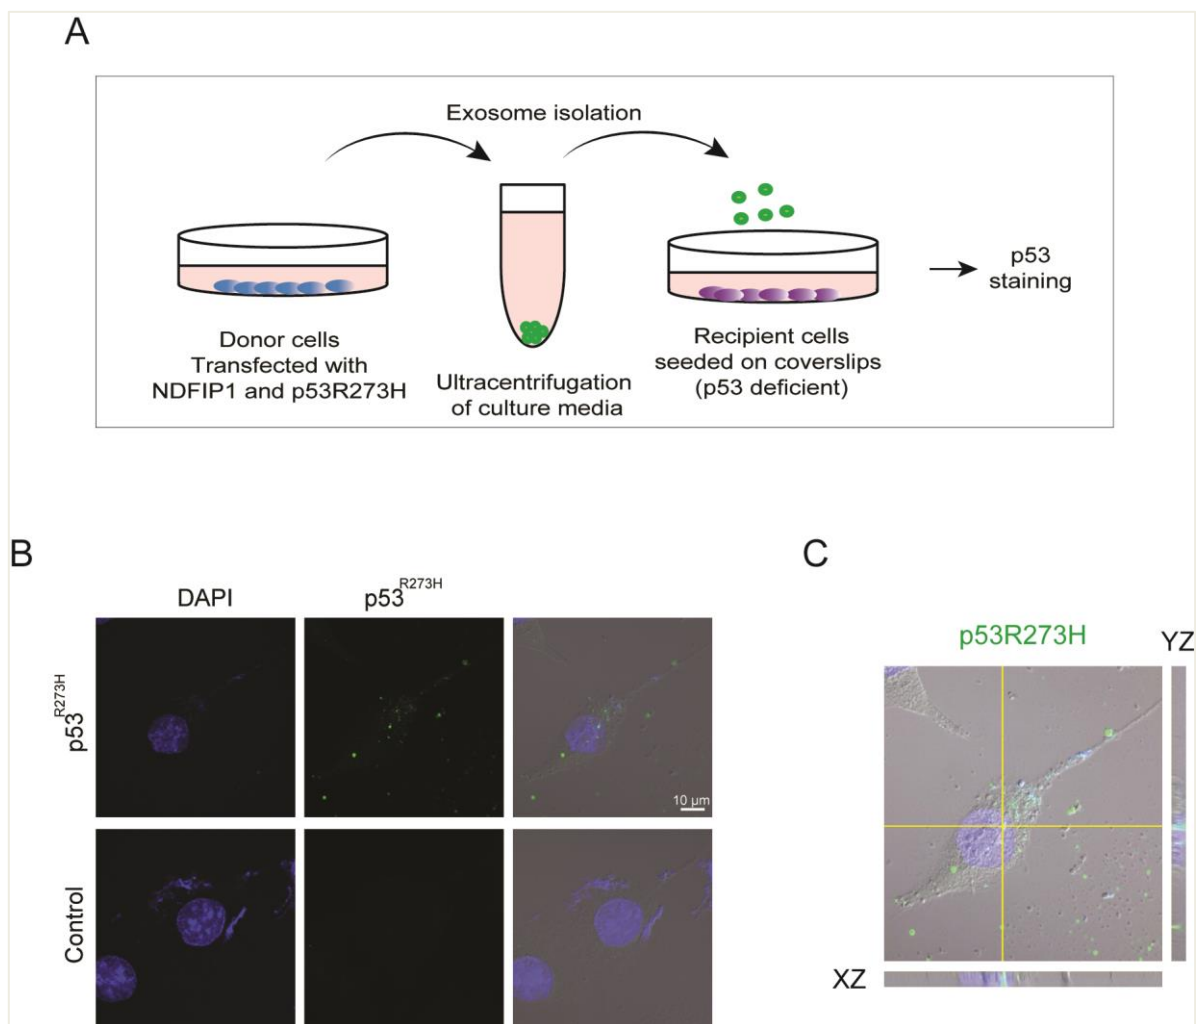 A
Exosome isolation
Donor cells
Transfected with
NDFIP1 and p53R273H
Ultracentrifugation
of culture media
Recipient cells
seeded on coverslips
(p53 deficient)
p53
staining
B
DAPI
p53R273H
p53R273H
10 µm
Control
C
p53R273H
YZ
XZ